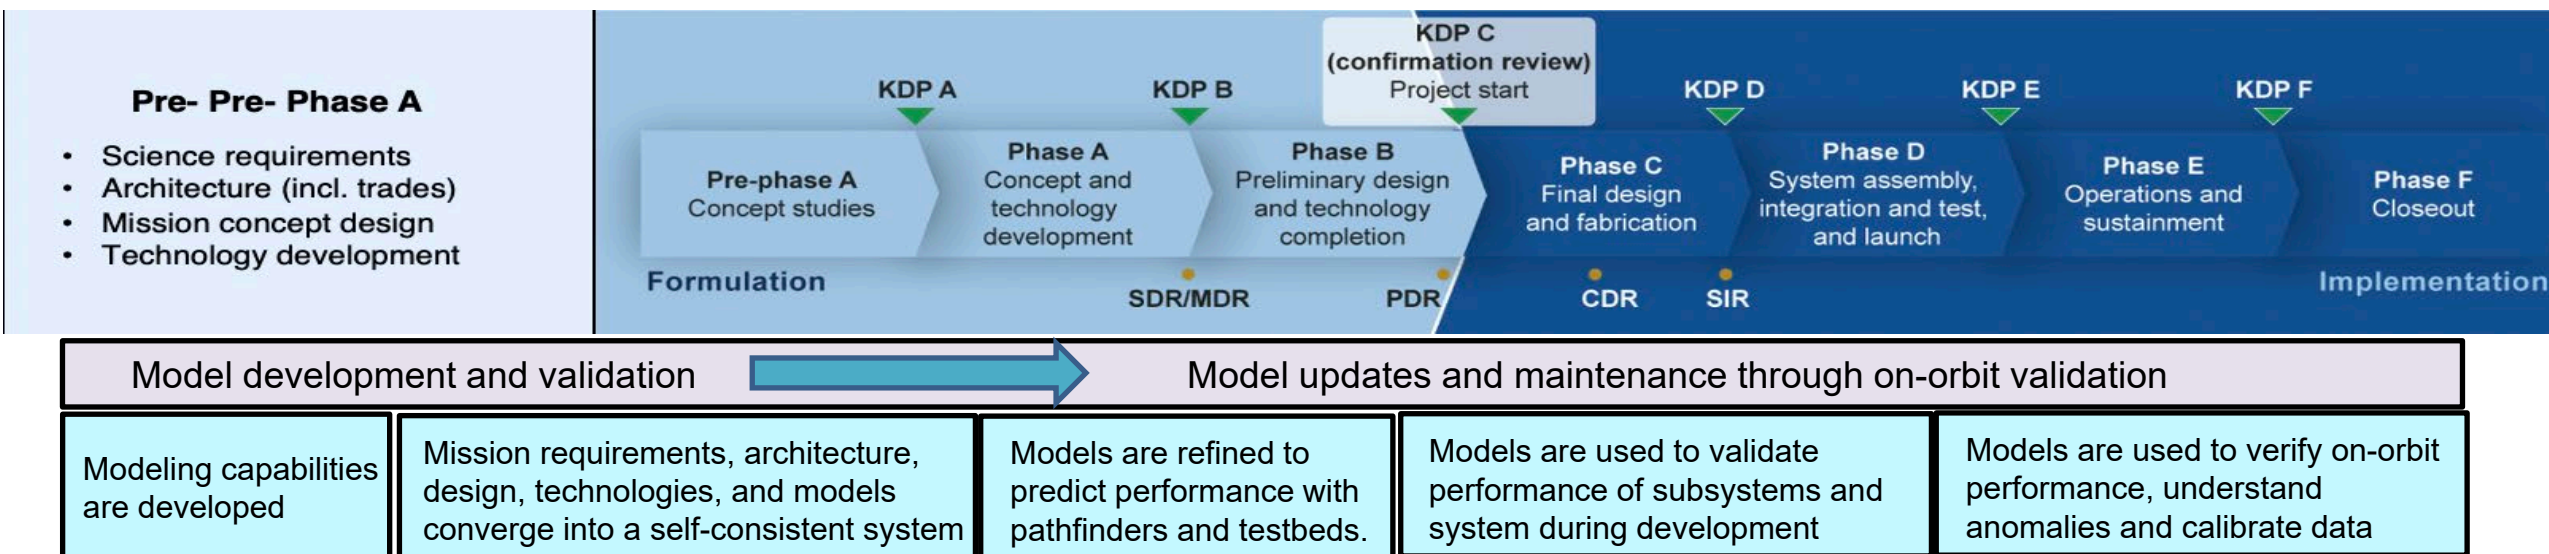 Pre- Pre- Phase A
• Science requirements
• Architecture (incl. trades)
• Mission concept design
• Technology development
KDP A
KDP B
KDP C
(confirmation review)
Project start
KDP D
KDP E
KDP F
Pre-phase A
Concept studies
Phase A
Concept and
technology
development
Phase B
Preliminary design
and technology
completion
Phase C
Final design
and fabrication
Phase D
System assembly,
integration and test,
and launch
Phase E
Operations and
sustainment
Phase F
Closeout
Formulation
SDR/MDR
PDR
CDR
SIR
Implementation
Model development and validation
Model updates and maintenance through on-orbit validation
Modeling capabilities
are developed
Mission requirements, architecture,
design, technologies, and models
converge into a self-consistent system
Models are refined to
predict performance with
pathfinders and testbeds.
Models are used to validate
performance of subsystems and
system during development
Models are used to verify on-orbit
performance, understand
anomalies and calibrate data